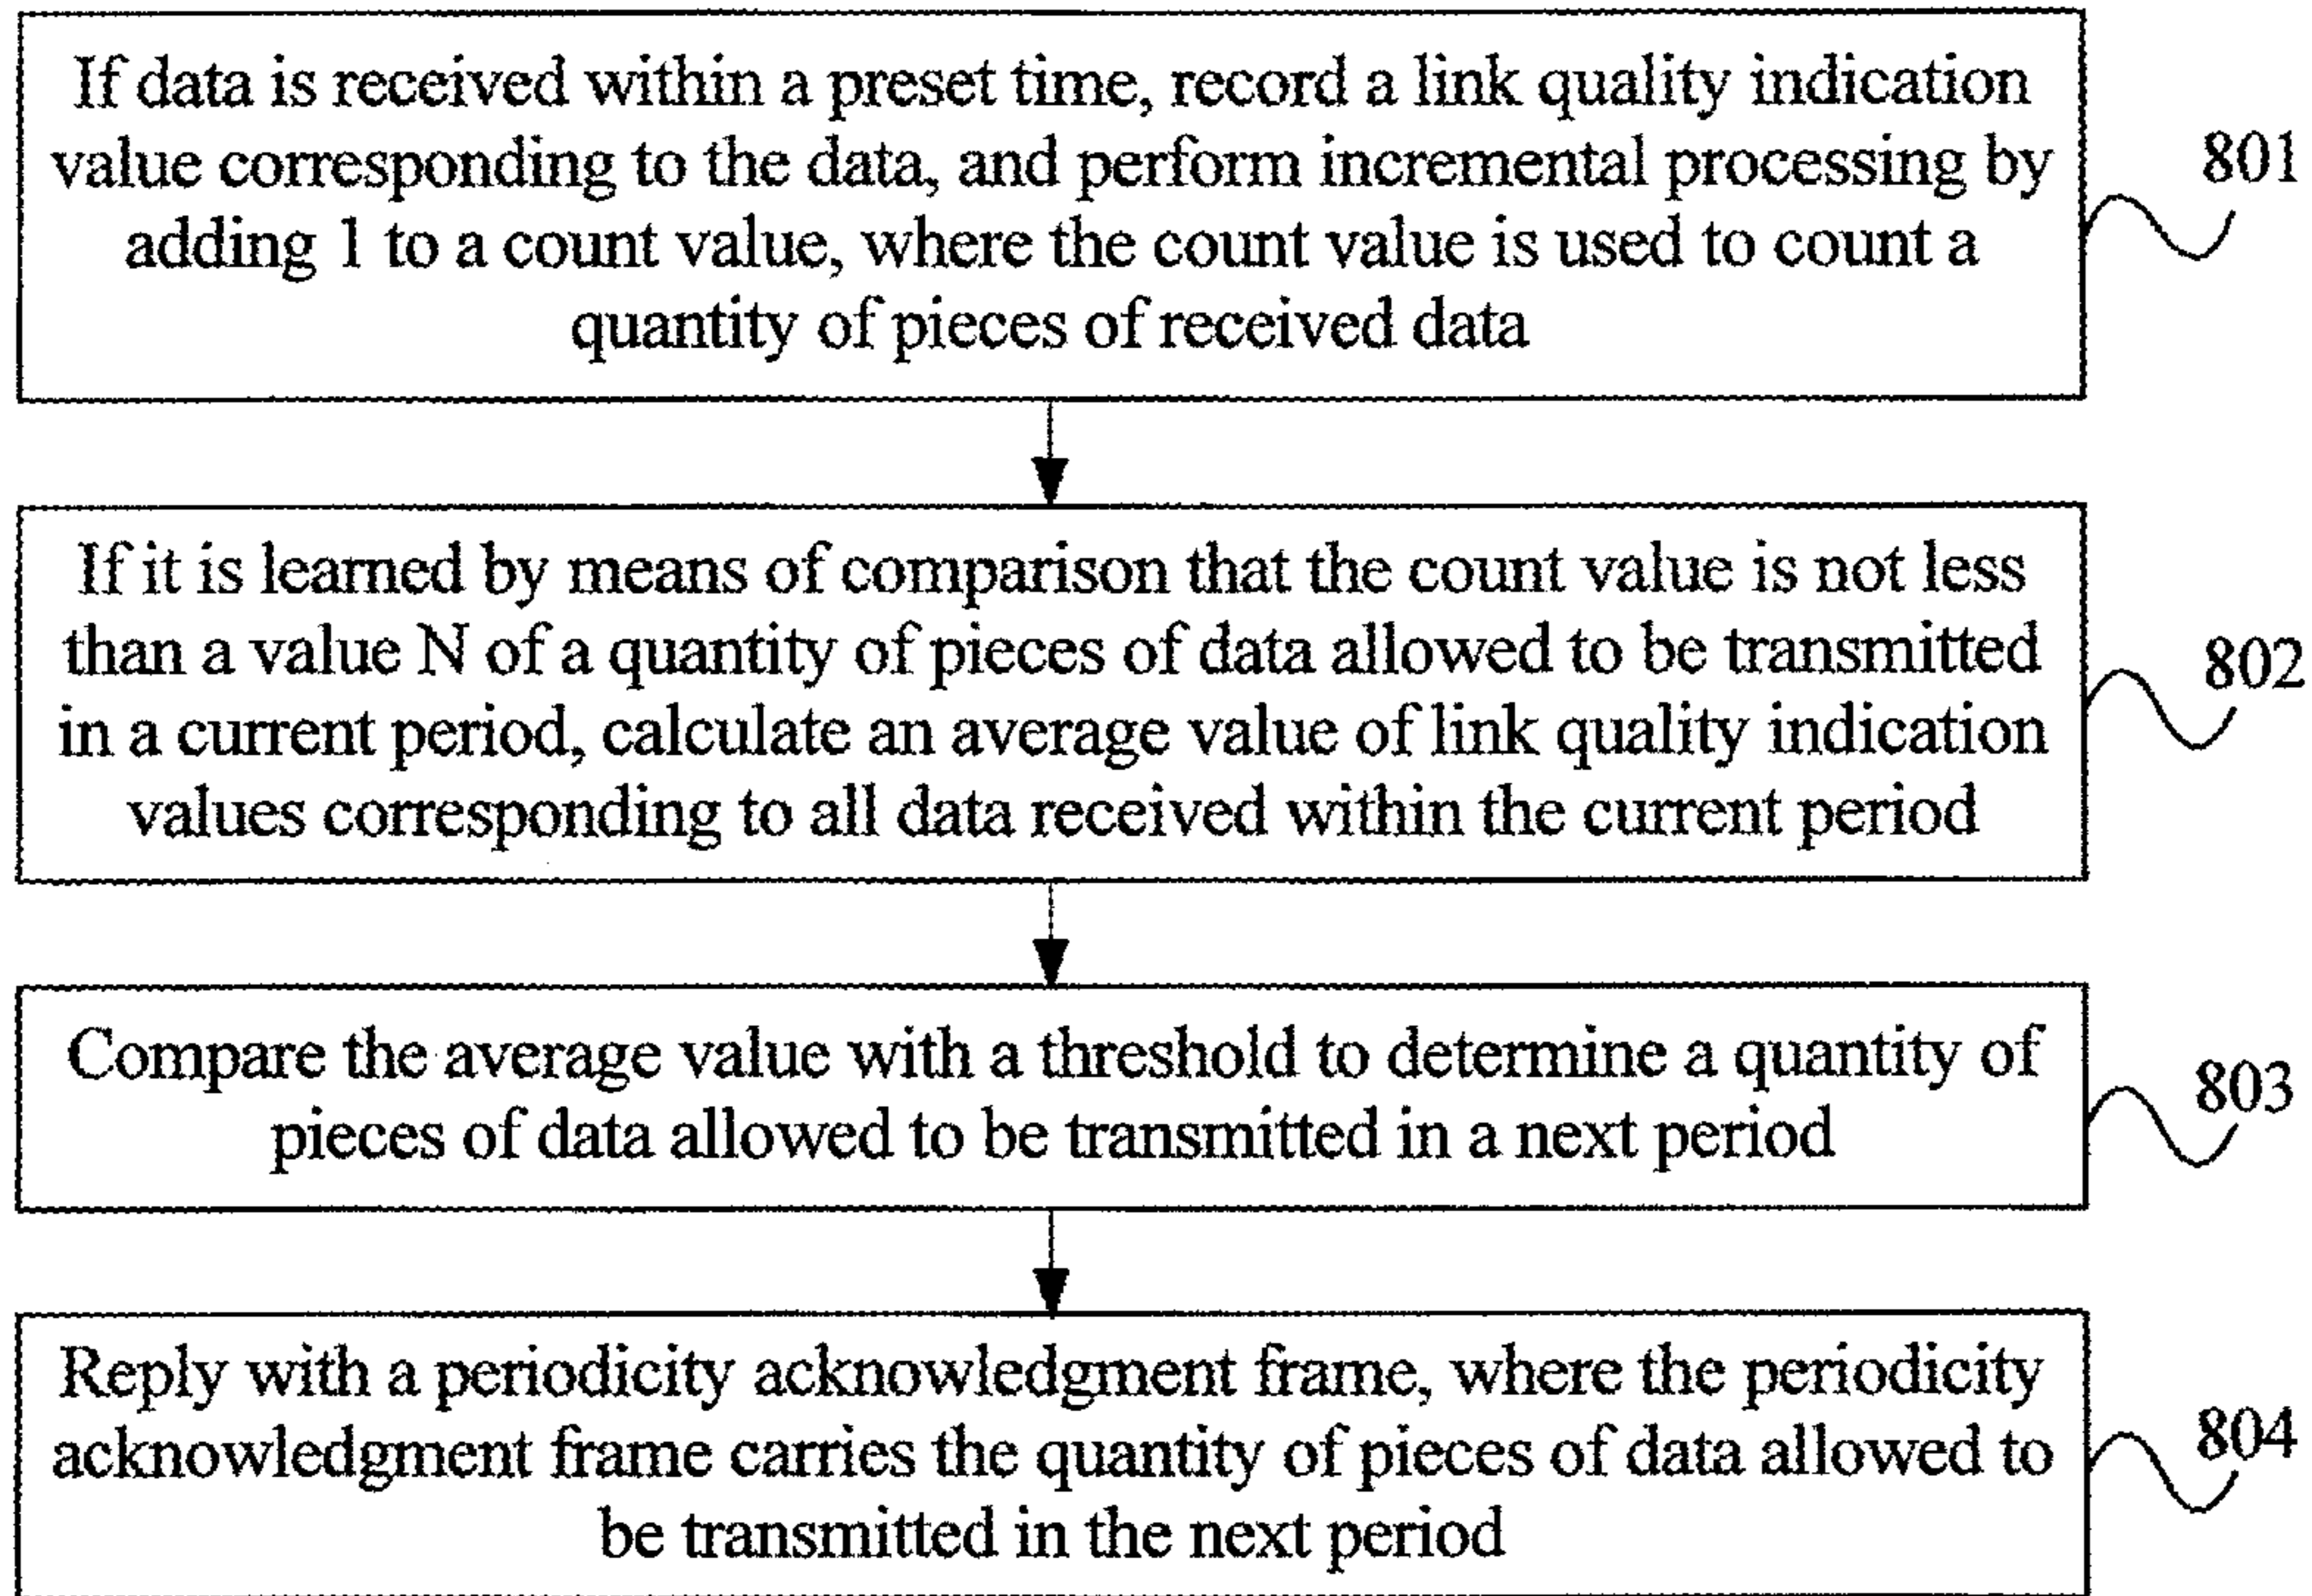 If data is received within a preset time, record a link quality indication
value corresponding to the data, and perform incremental processing by
adding 1 to a count value, where the count value is used to count a
quantity of pieces of received data
801
If it is learned by means of comparison that the count value is not less
than a value N of a quantity of pieces of data allowed to be transmitted
in a current period, calculate an average value of link quality indication
values corresponding to all data received within the current period
802
Compare the average value with a threshold to determine a quantity of
pieces of data allowed to be transmitted in a next period
803
Reply with a periodicity acknowledgment frame, where the periodicity
acknowledgment frame carries the quantity of pieces of data allowed to
be transmitted in the next period
804